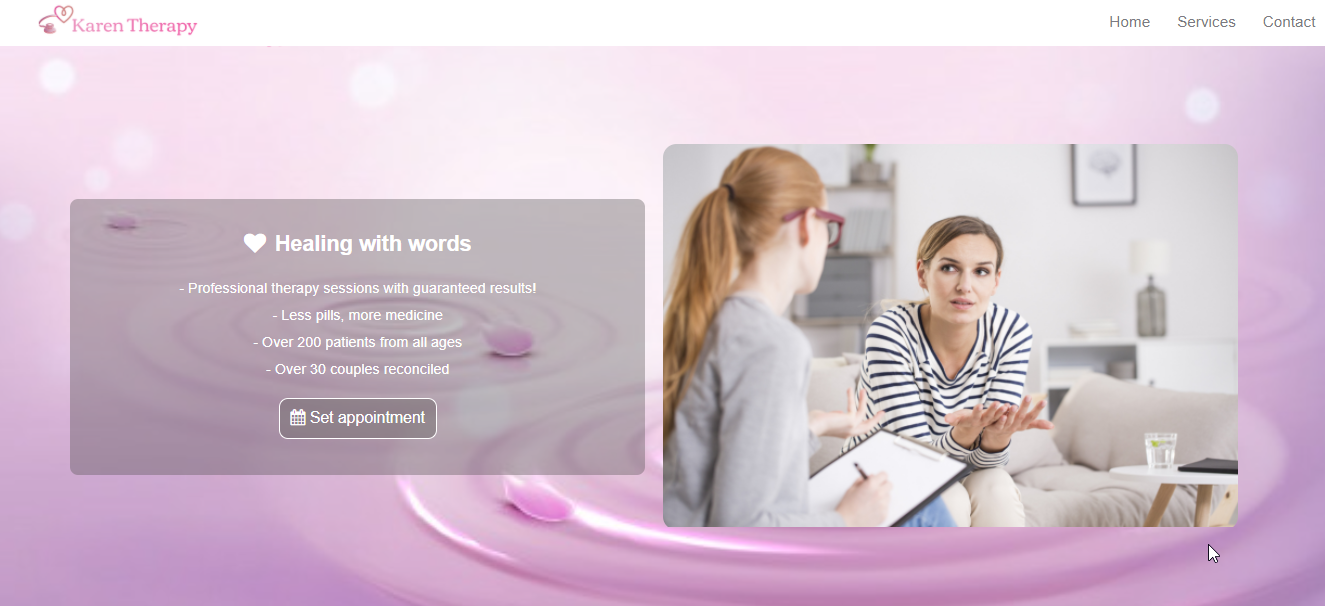 Karen Therapy
Home Services Contact
Healing with words
- Professional therapy sessions with guaranteed results!
- Less pills, more medicine
- Over 200 patients from all ages
- Over 30 couples reconciled
Set appointment